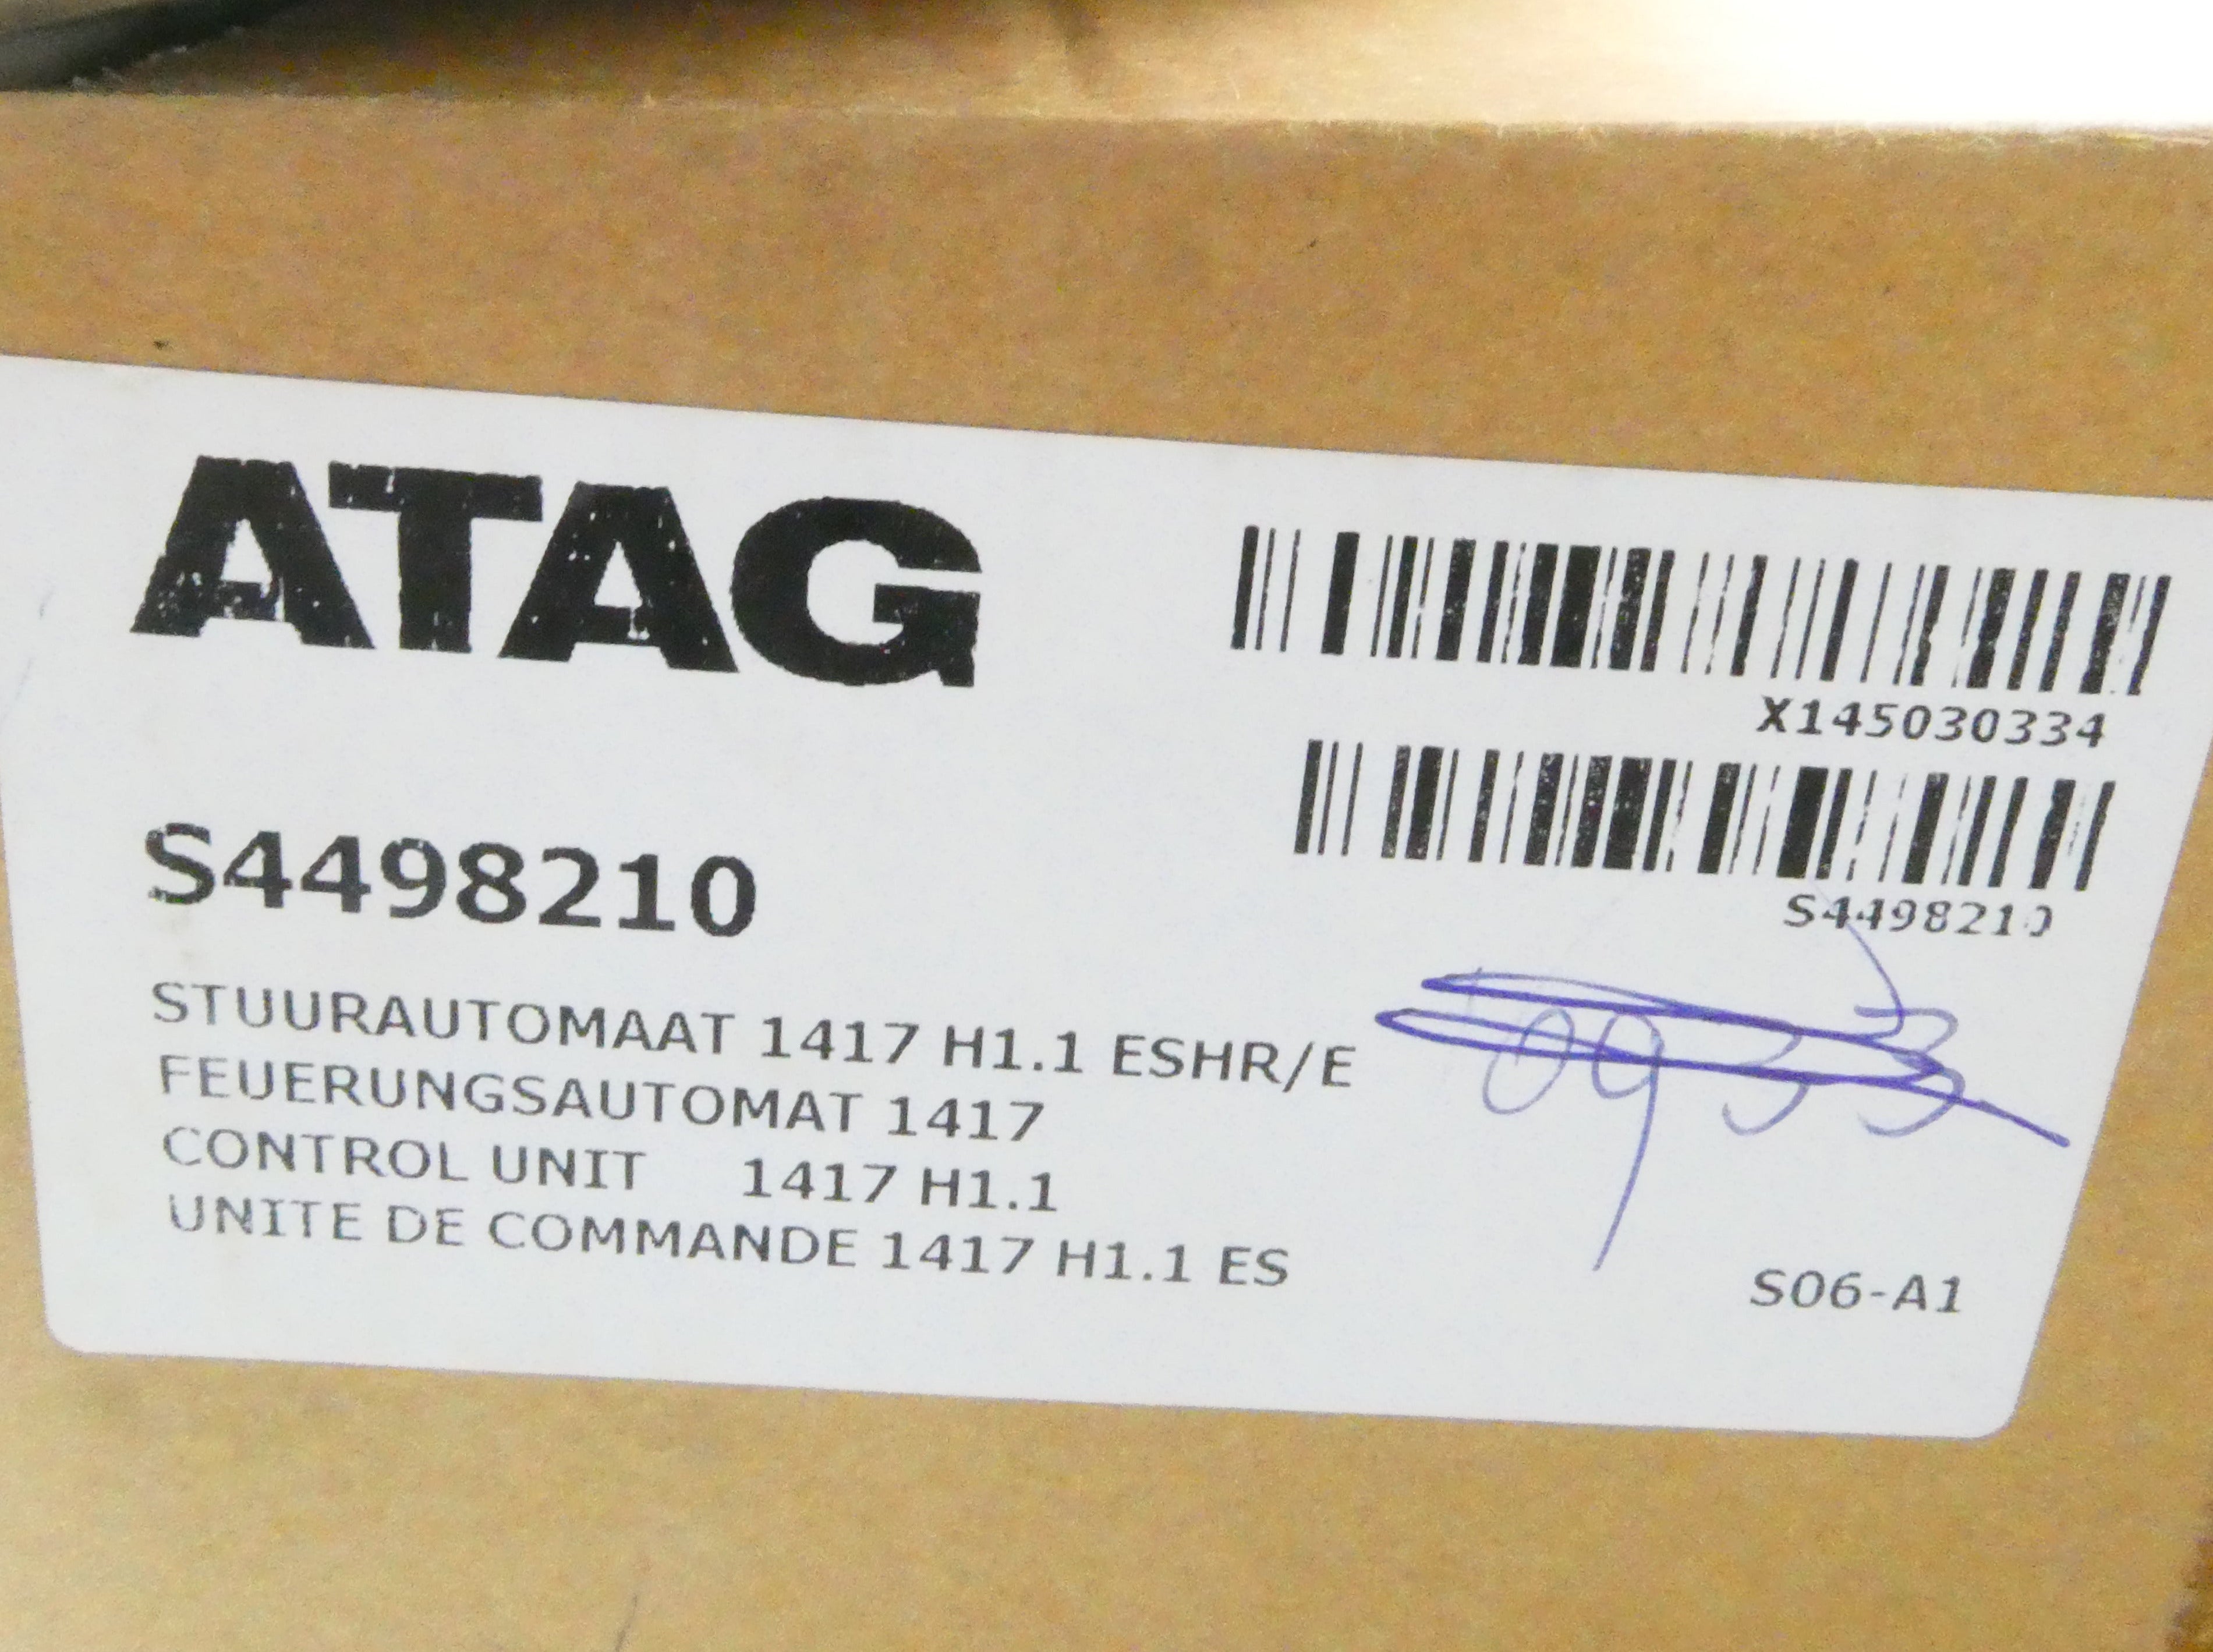 ATAG
X145030334
S4498210
S4498210
STUURAUTOMAAT 1417 H1.1 ESHR/E
FEUERUNGSAUTOMAT 1417
CONTROL UNIT 1417 H1.1
UNITE DE COMMANDE 1417 H1.1 ES
S06-A1